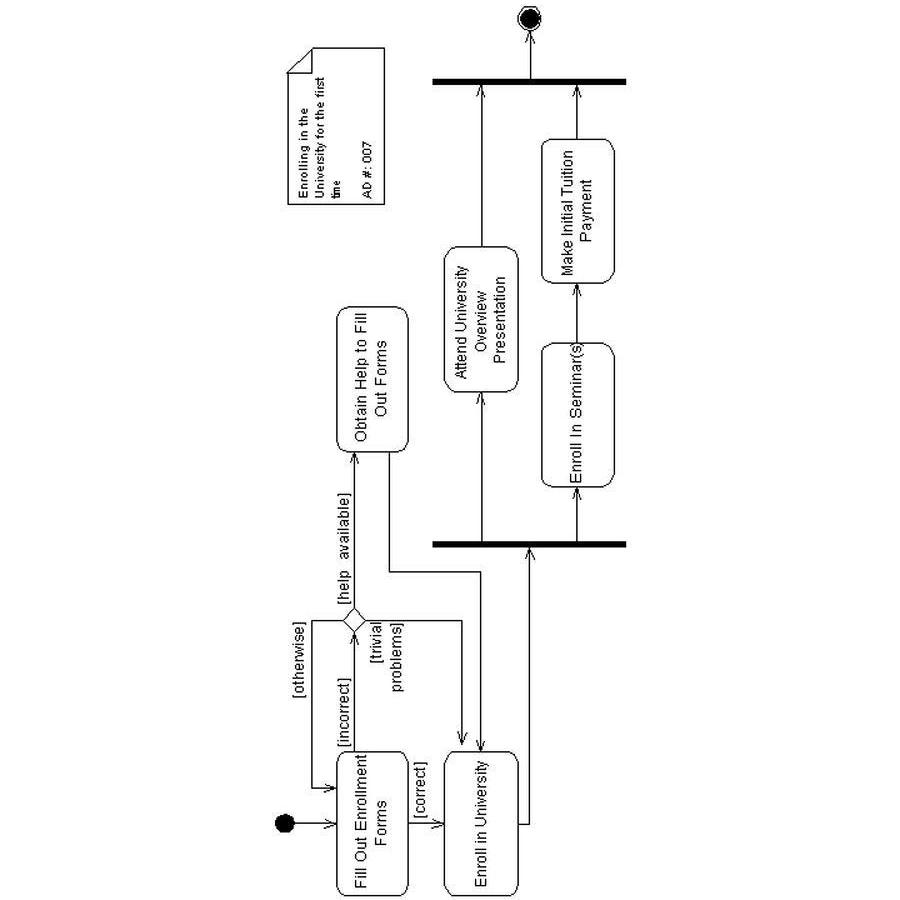 Enrolling in the
University for the first
time
AD #: 007
Fill Out Enrollment
Forms
[otherwise]
[incorrect]
[help available]
[trivial
problems]
[correct]
Obtain Help to Fill
Out Forms
Enroll in University
Attend University
Overview
Presentation
Enroll In Seminar(s)
Make Initial Tuition
Payment